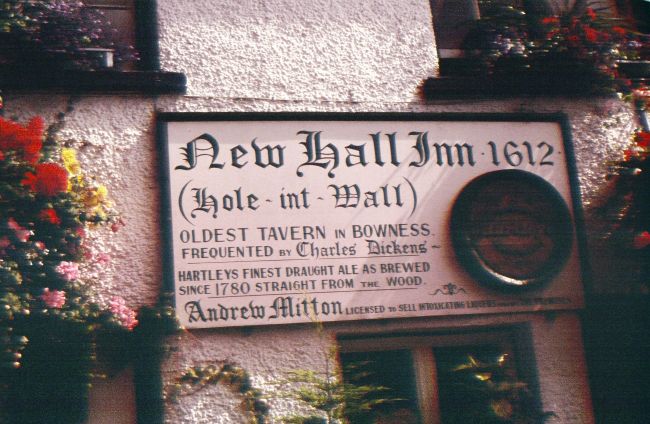 New Hall Inn · 1612 ·
(Hole - int - Wall)
OLDEST TAVERN IN BOWNESS.
FREQUENTED BY Charles Dickens ~
HARTLEYS FINEST DRAUGHT ALE AS BREWED
SINCE 1780 STRAIGHT FROM THE WOOD.
Andrew Mitton LICENSED TO SELL INTOXICATING LIQUORS